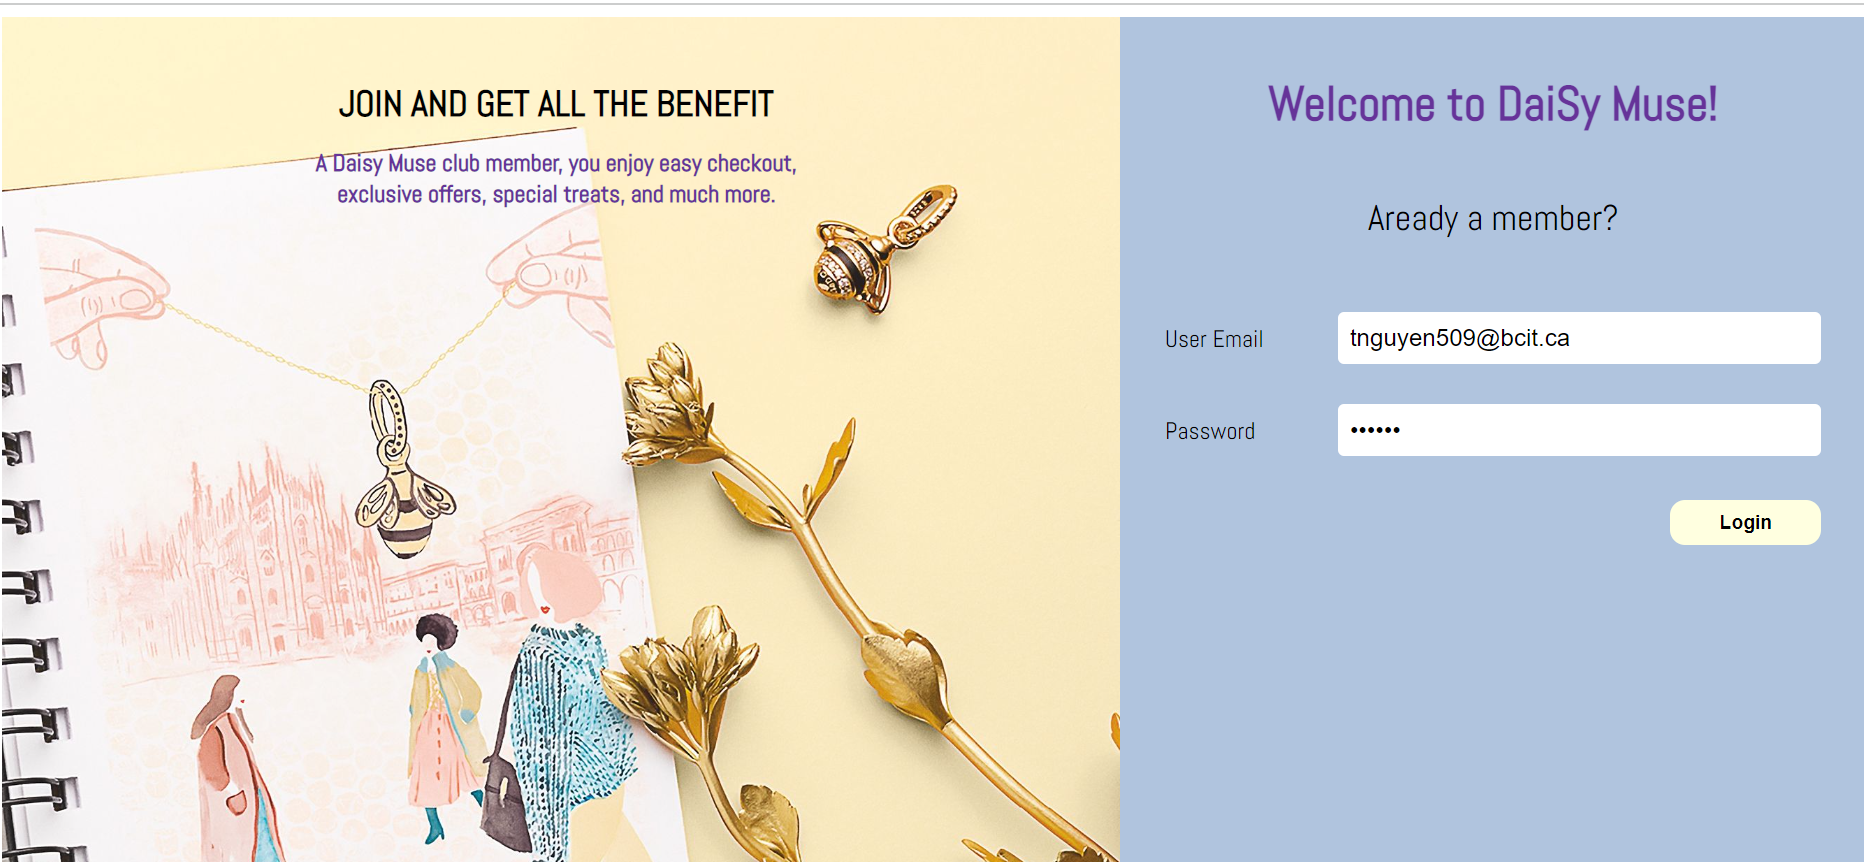 JOIN AND GET ALL THE BENEFIT
A Daisy Muse club member, you enjoy easy checkout,
exclusive offers, special treats, and much more.
Welcome to DaiSy Muse!
Aready a member?
User Email
tnguyen509@bcit.ca
Password
••••••
Login